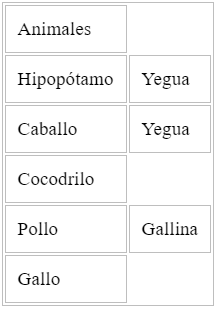 Animales
Hipopótamo Yegua
Caballo Yegua
Cocodrilo
Pollo Gallina
Gallo